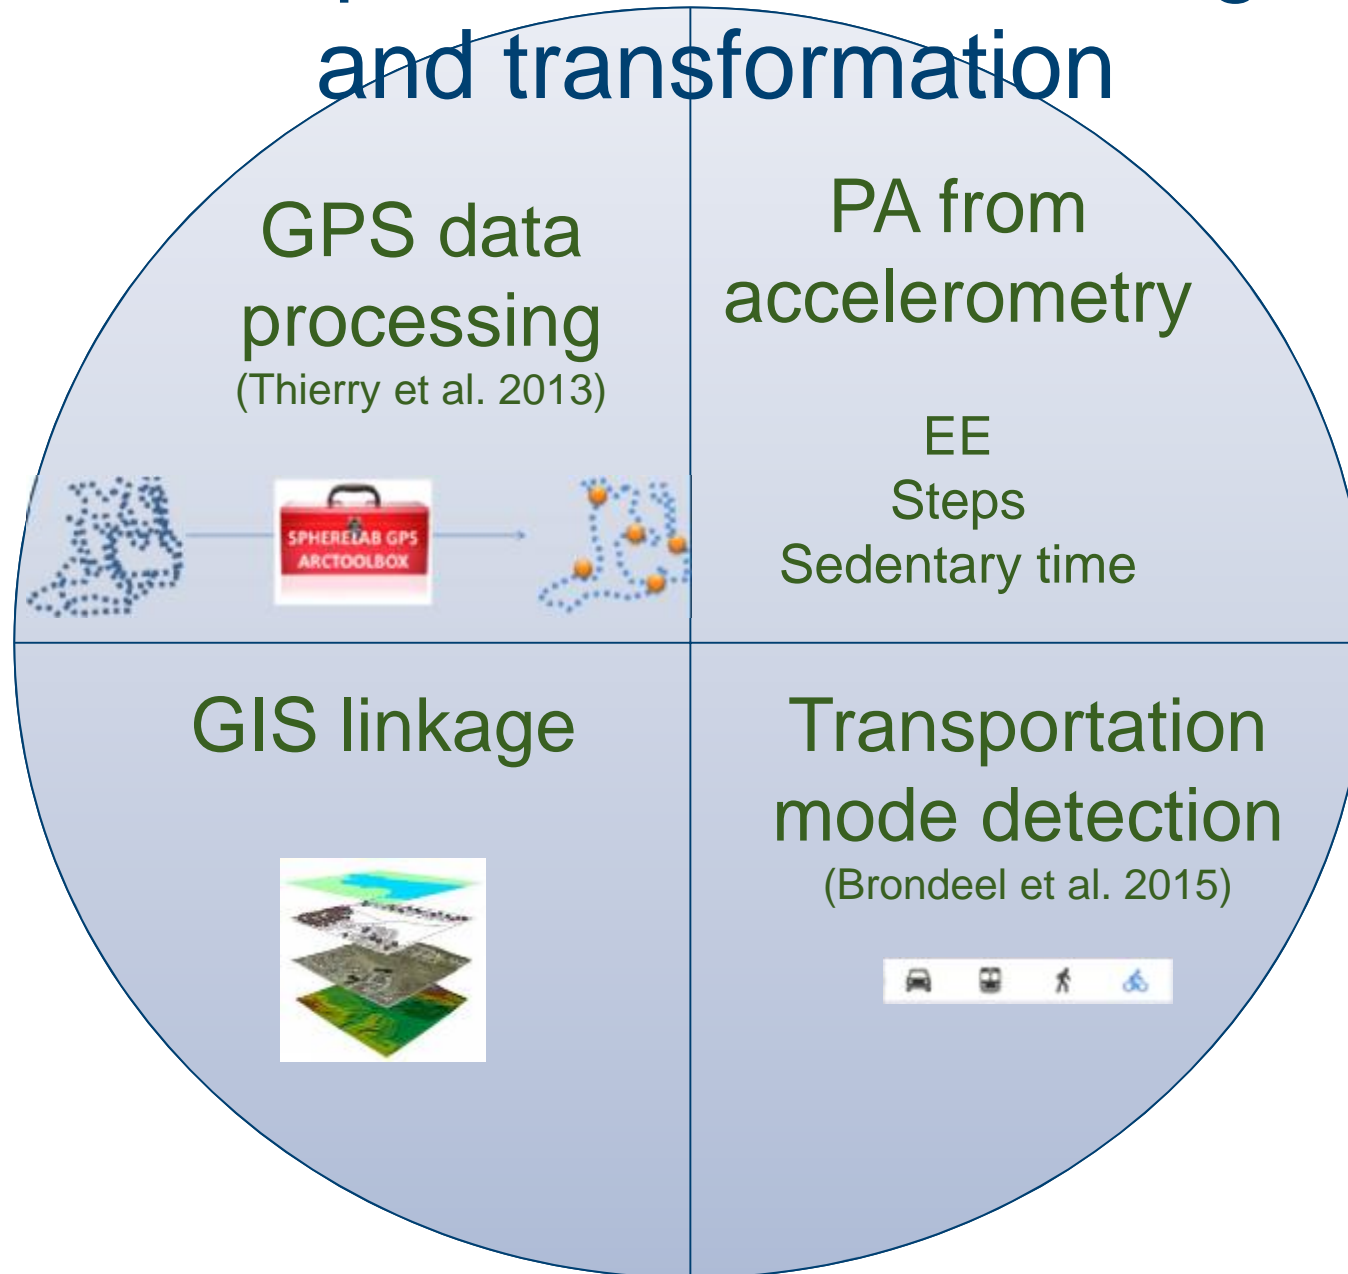 and transformation
GPS data
processing
(Thierry et al. 2013)
SPHERELAB GPS
ARCTOOLBOX
PA from
accelerometry
EE
Steps
Sedentary time
GIS linkage
Transportation
mode detection
(Brondeel et al. 2015)